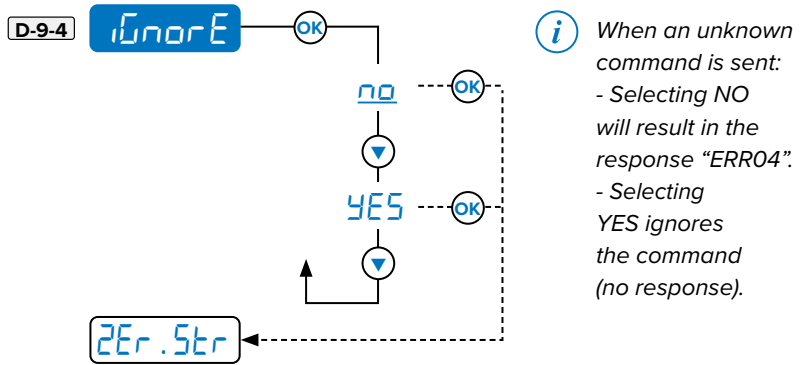 D-9-4
iGnorE
OK
no
OK
YES
OK
2Er.Str
i
When an unknown
command is sent:
- Selecting NO
will result in the
response “ERR04”.
- Selecting
YES ignores
the command
(no response).